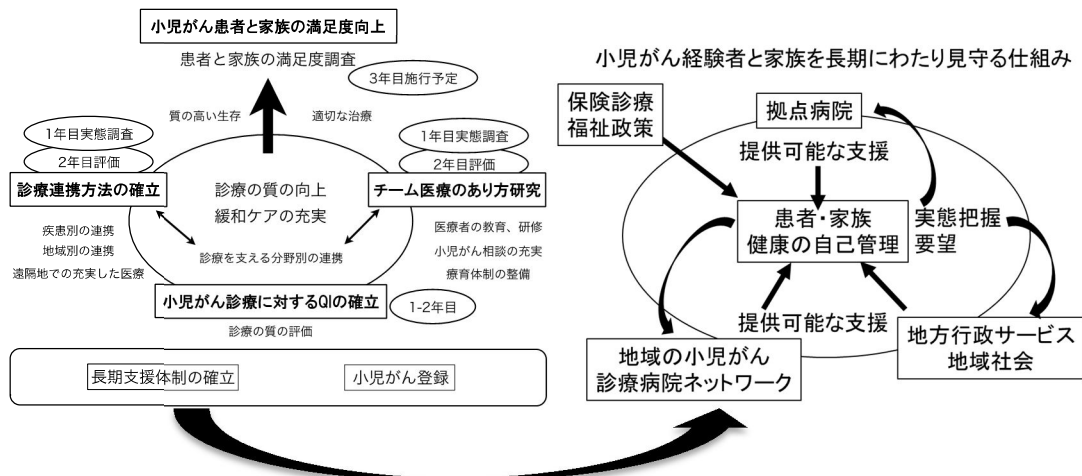 小児がん患者と家族の満足度向上
患者と家族の満足度調査
3年目施行予定
質の高い生存
適切な治療
1年目実態調査
2年目評価
診療連携方法の確立
1年目実態調査
2年目評価
チーム医療のあり方研究
診療の質の向上
緩和ケアの充実
疾患別の連携
地域別の連携
遠隔地での充実した医療
診療を支える分野別の連携
医療者の教育、研修
小児がん相談の充実
療育体制の整備
小児がん診療に対するQIの確立
1-2年目
診療の質の評価
長期支援体制の確立
小児がん登録
小児がん経験者と家族を長期にわたり見守る仕組み
保険診療
福祉政策
拠点病院
提供可能な支援
患者・家族
健康の自己管理
実態把握
要望
提供可能な支援
地域の小児がん
診療病院ネットワーク
地方行政サービス
地域社会